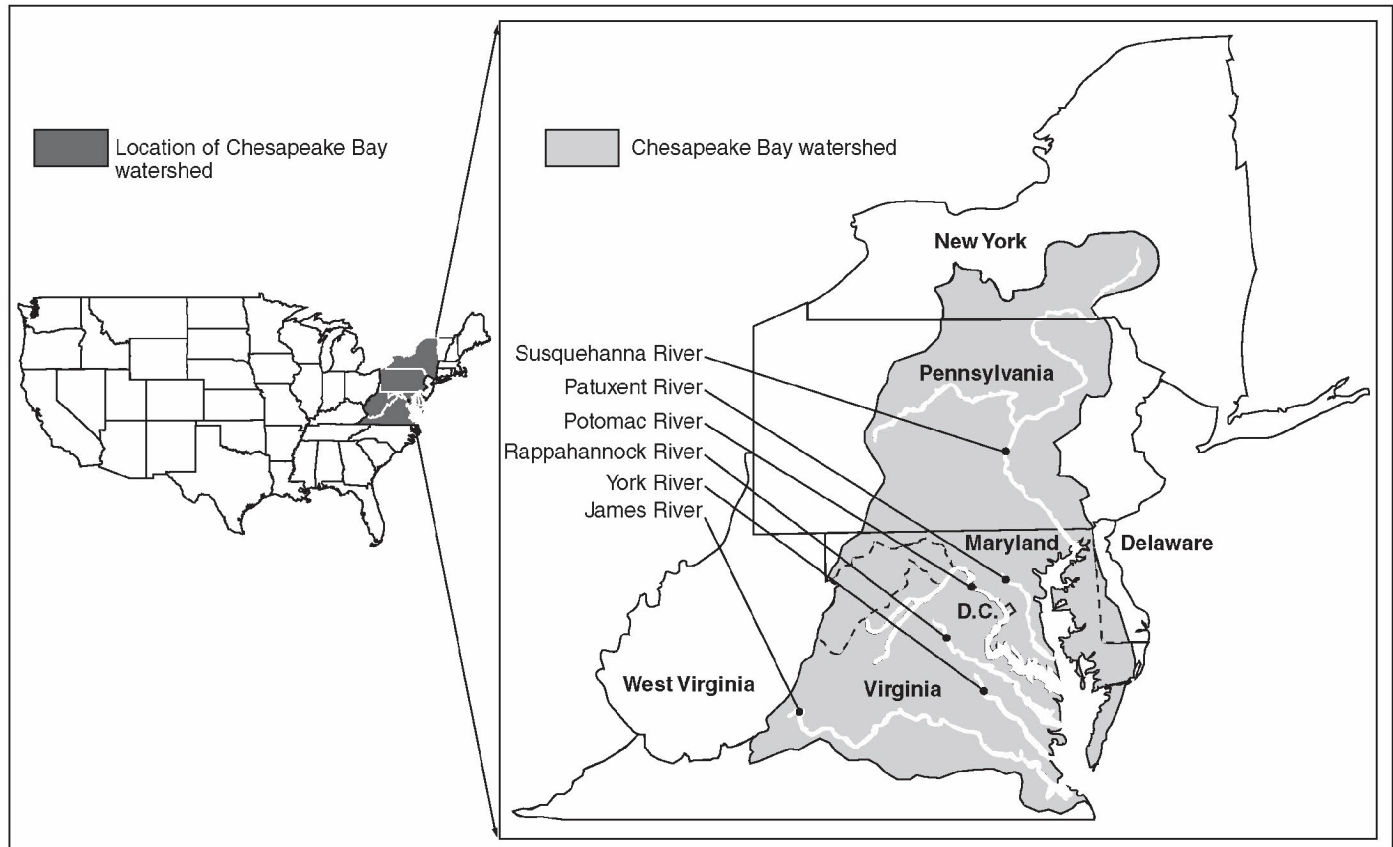 Location of Chesapeake Bay
watershed
Chesapeake Bay watershed
New York
Susquehanna River
Pennsylvania
Patuxent River
Potomac River
Rappahannock River
York River
James River
Maryland
Delaware
D.C.
West Virginia
Virginia